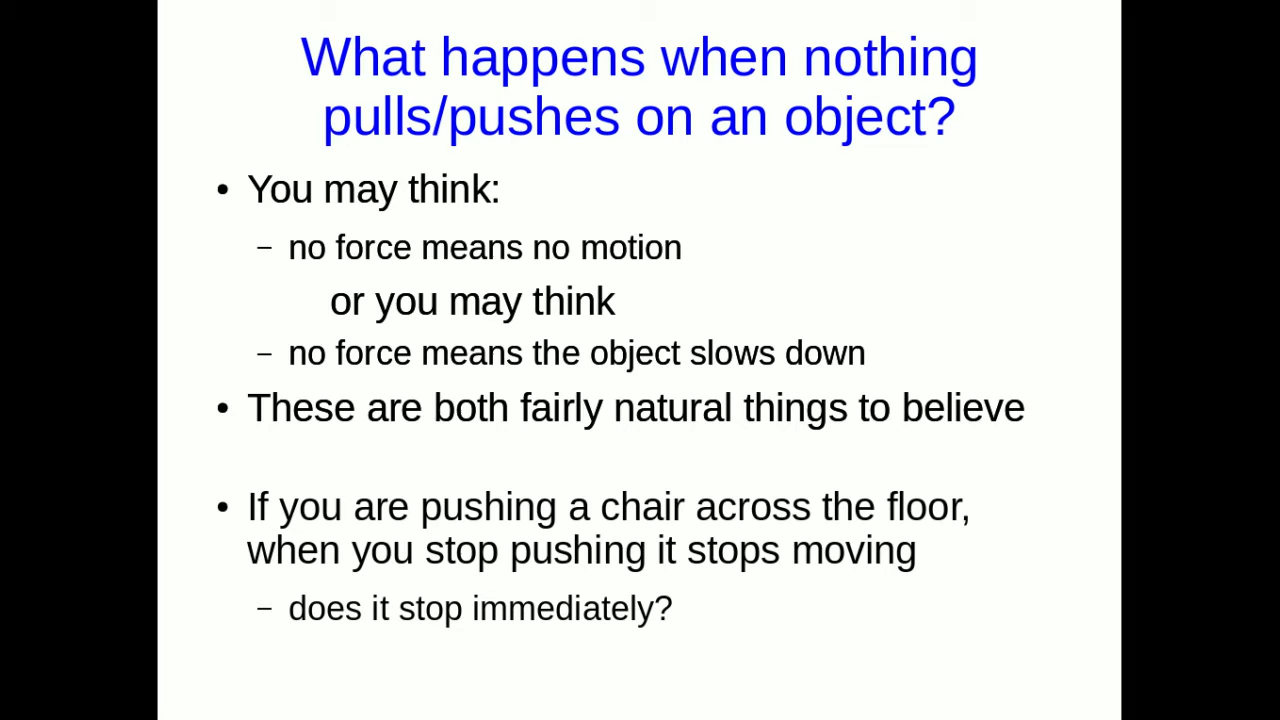 What happens when nothing
pulls/pushes on an object?
• You may think:
– no force means no motion
or you may think
– no force means the object slows down
• These are both fairly natural things to believe
• If you are pushing a chair across the floor,
when you stop pushing it stops moving
– does it stop immediately?